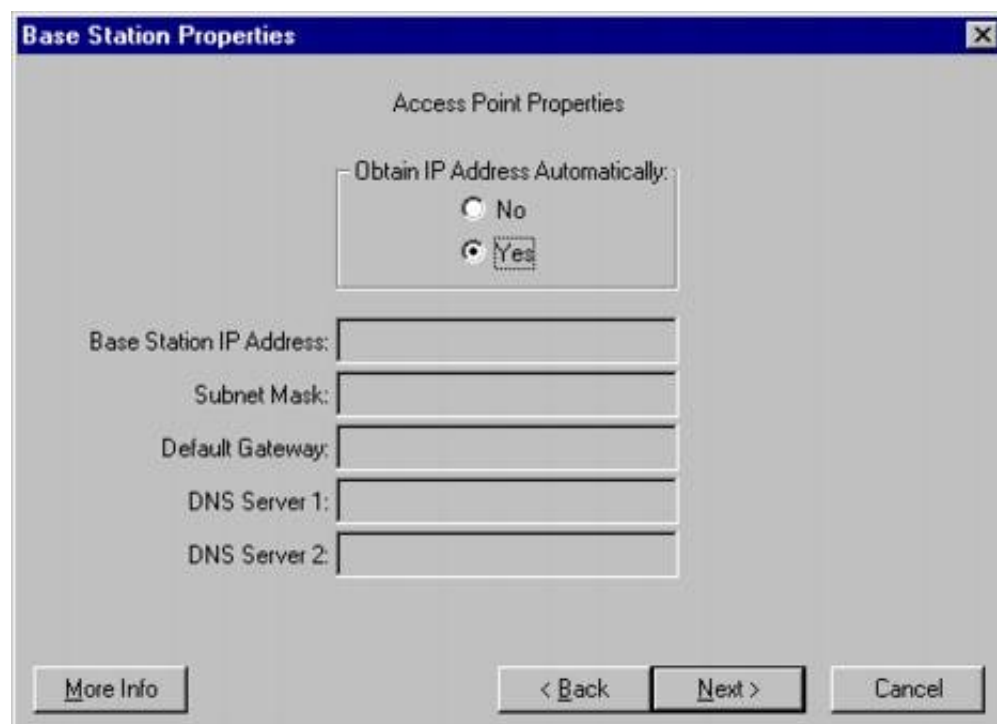 Base Station Properties
Access Point Properties
Obtain IP Address Automatically:
No
Yes
Base Station IP Address:
Subnet Mask:
Default Gateway:
DNS Server 1:
DNS Server 2:
More Info
< Back
Next >
Cancel